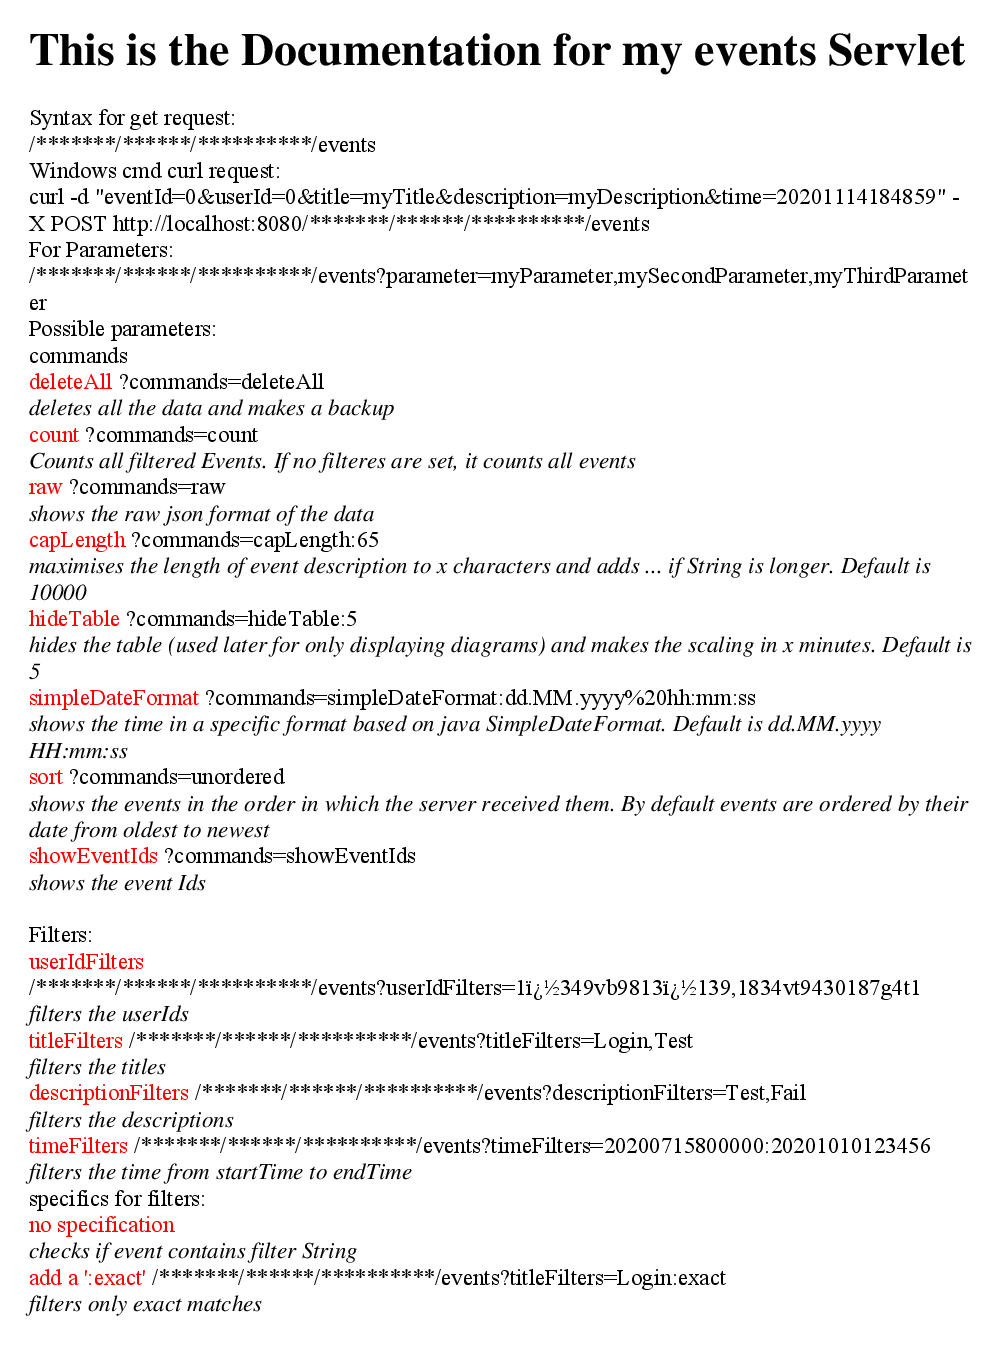 This is the Documentation for my events Servlet
Syntax for get request:
/*******/******/**********/events
Windows cmd curl request:
curl -d "eventId=0&userId=0&title=myTitle&description=myDescription&time=20201114184859" -
X POST http://localhost:8080/*******/******/**********/events
For Parameters:
/*******/******/**********/events?parameter=myParameter,mySecondParameter,myThirdParamet
er
Possible parameters:
commands
deleteAll ?commands=deleteAll
deletes all the data and makes a backup
count ?commands=count
Counts all filtered Events. If no filteres are set, it counts all events
raw ?commands=raw
shows the raw json format of the data
capLength ?commands=capLength:65
maximises the length of event description to x characters and adds ... if String is longer. Default is
10000
hideTable ?commands=hideTable:5
hides the table (used later for only displaying diagrams) and makes the scaling in x minutes. Default is
5
simpleDateFormat ?commands=simpleDateFormat:dd.MM.yyyy%20hh:mm:ss
shows the time in a specific format based on java SimpleDateFormat. Default is dd.MM.yyyy
HH:mm:ss
sort ?commands=unordered
shows the events in the order in which the server received them. By default events are ordered by their
date from oldest to newest
showEventIds ?commands=showEventIds
shows the event Ids
Filters:
userIdFilters
/*******/******/**********/events?userIdFilters=1ï¿½349vb9813ï¿½139,1834vt9430187g4t1
filters the userIds
titleFilters /*******/******/**********/events?titleFilters=Login,Test
filters the titles
descriptionFilters /*******/******/**********/events?descriptionFilters=Test,Fail
filters the descriptions
timeFilters /*******/******/**********/events?timeFilters=20200715800000:20201010123456
filters the time from startTime to endTime
specifics for filters:
no specification
checks if event contains filter String
add a ':exact' /*******/******/**********/events?titleFilters=Login:exact
filters only exact matches